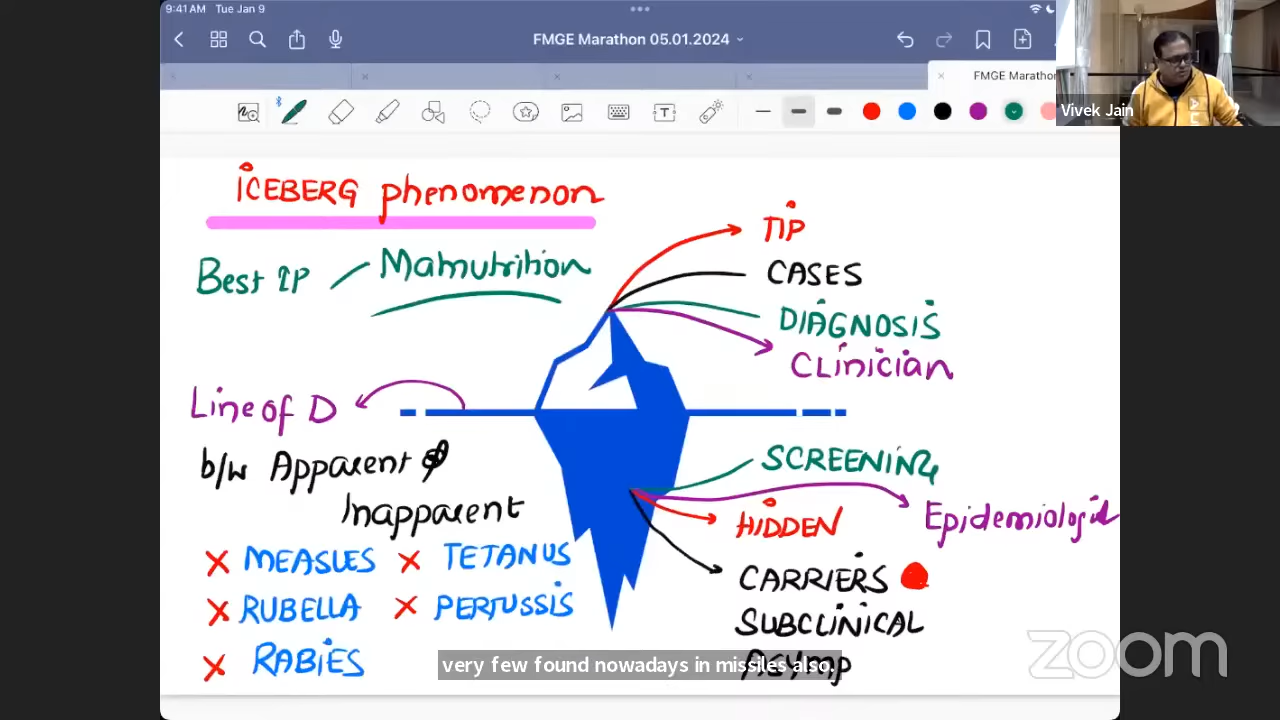 9:41 AM Tue Jan 9
FMGE Marathon 05.01.2024
FMGE Marathon
T
Vivek Jain
ICEBERG phenomenon
TIP
Best IP Malnutrition
CASES
DIAGNOSIS
Clinician
Line of D
b/w Apparent &
Inapparent
SCREENING
Epidemiologist
HIDDEN
× MEASLES × TETANUS
CARRIERS
× RUBELLA × PERTUSSIS
SUBCLINICAL
× RABIES
ASYMP
very few found nowadays in missiles also.
zoom